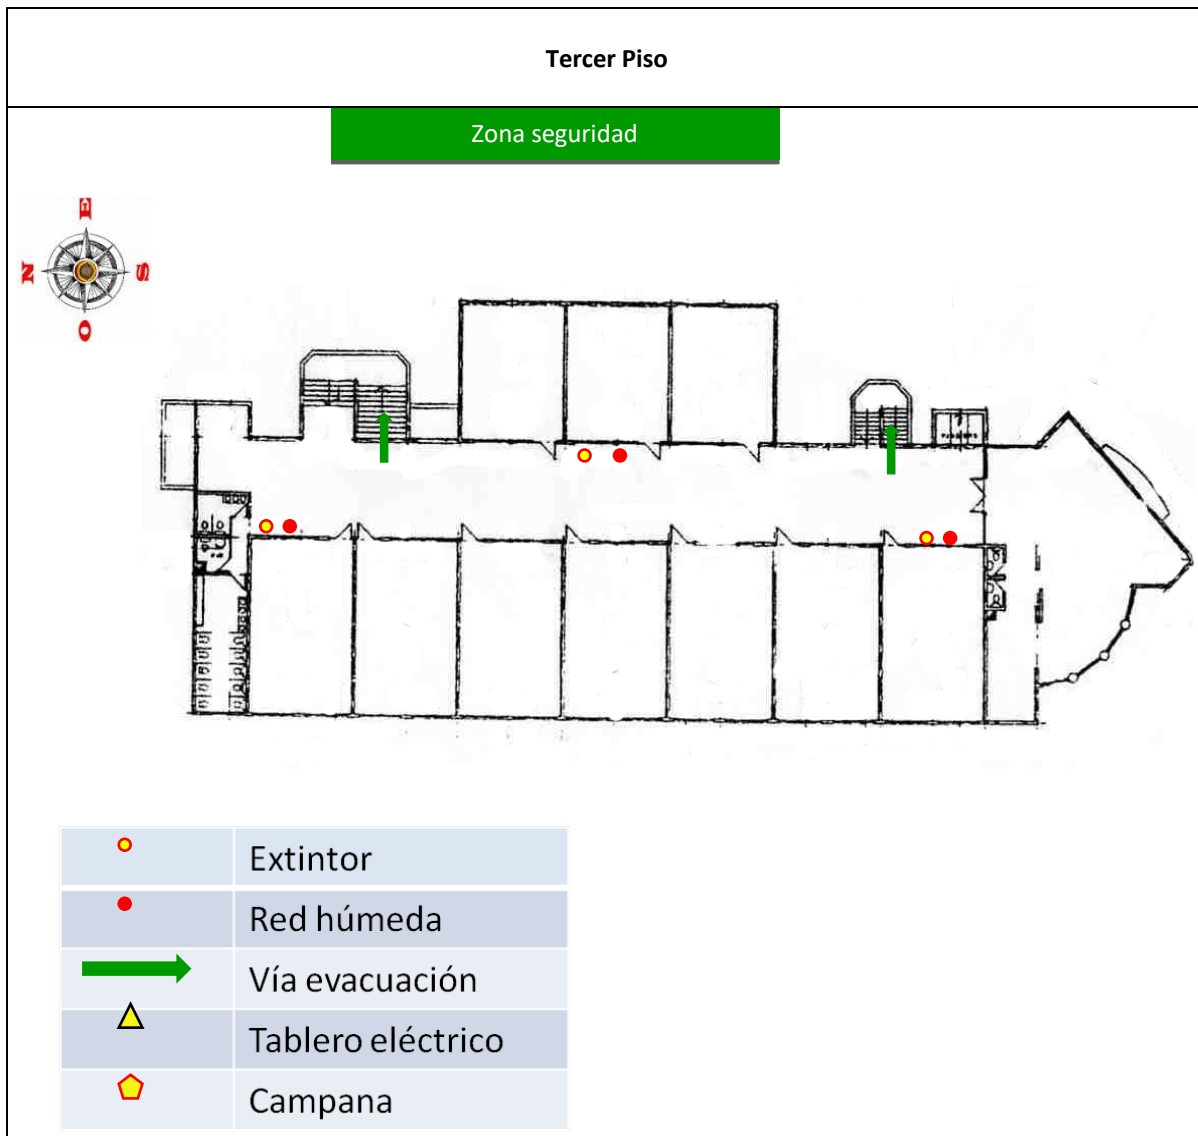 Tercer Piso
Zona seguridad
E
N
S
O
Extintor
Red húmeda
Vía evacuación
Tablero eléctrico
Campana